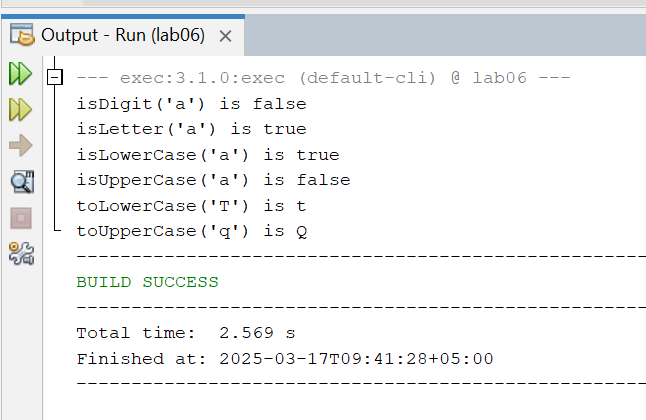 Output - Run (lab06)
--- exec:3.1.0:exec (default-cli) @ lab06 ---
isDigit('a') is false
isLetter('a') is true
isLowerCase('a') is true
isUpperCase('a') is false
toLowerCase('T') is t
toUpperCase('q') is Q
------------------------------------------------------
BUILD SUCCESS
------------------------------------------------------
Total time:  2.569 s
Finished at: 2025-03-17T09:41:28+05:00
------------------------------------------------------